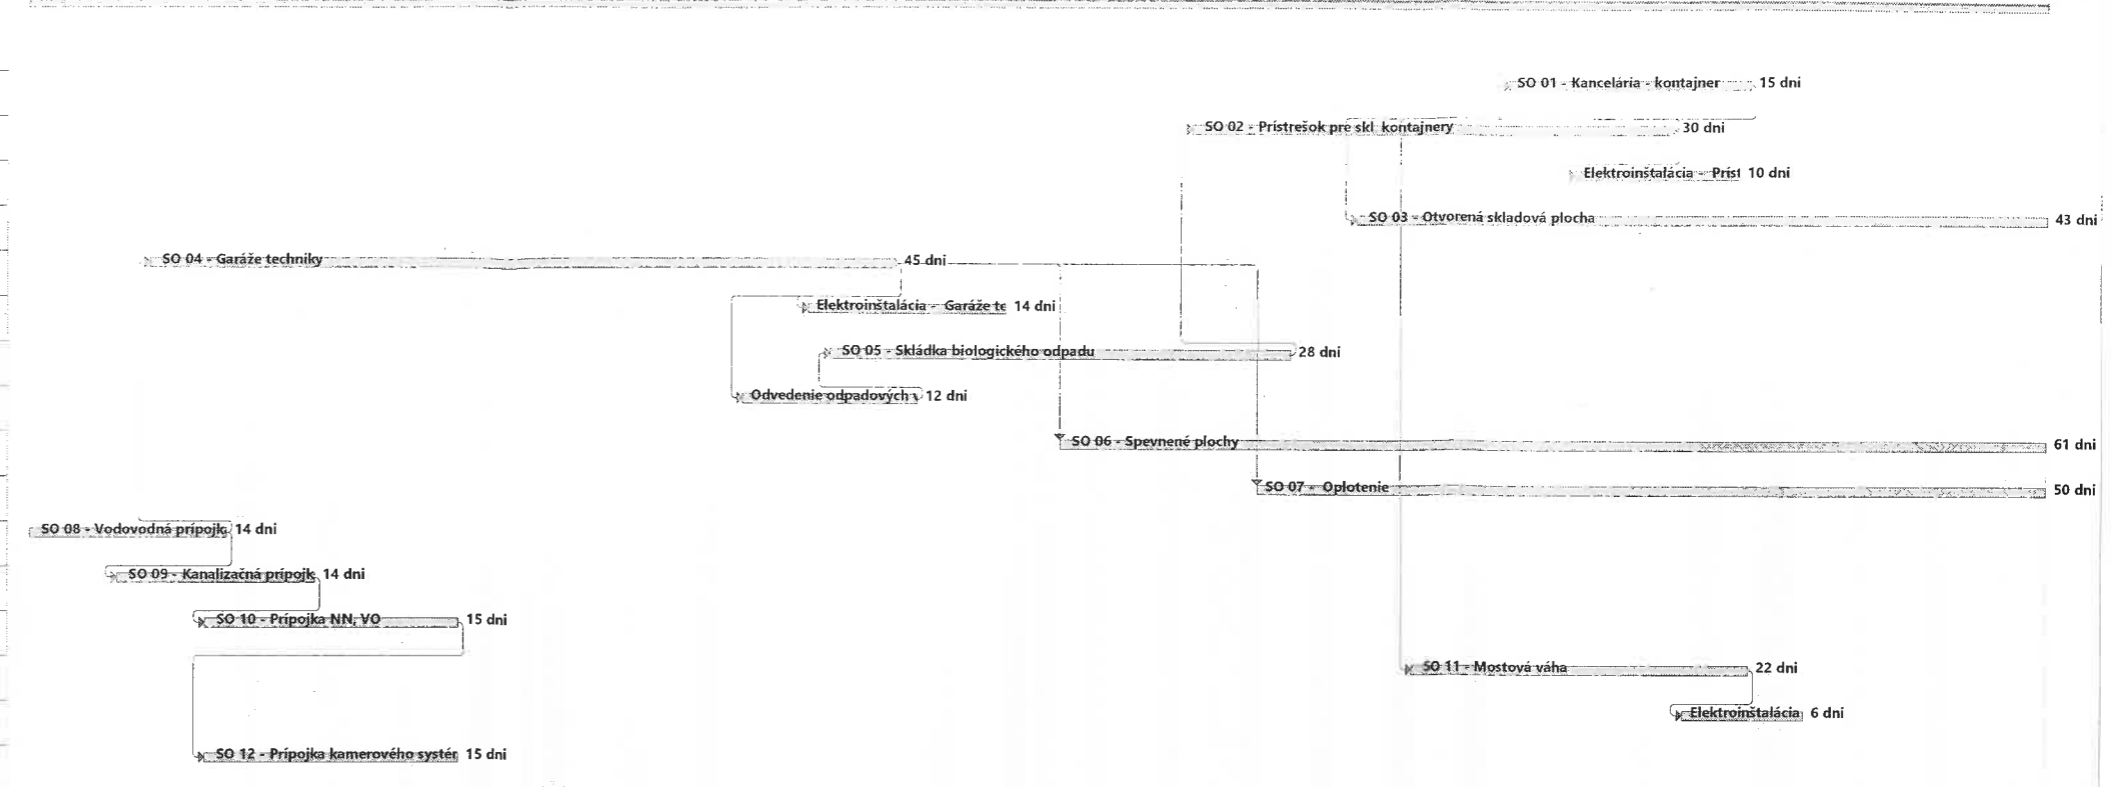 SO 01 - Kancelária - kontajner 15 dni
SO 02 - Prístrešok pre skl kontajnery 30 dni
Elektroinštalácia - Príst 10 dni
SO 03 - Otvorená skladová plocha 43 dni
SO 04 - Garáže techniky 45 dni
Elektroinštalácia - Garáže te 14 dni
SO 05 - Skládka biologického odpadu 28 dni
Odvedenie odpadových v 12 dni
SO 06 - Spevnené plochy 61 dni
SO 07 - Oplotenie 50 dni
SO 08 - Vodovodná prípojk 14 dni
SO 09 - Kanalizačná prípojk 14 dni
SO 10 - Prípojka NN, VO 15 dni
SO 11 - Mostová váha 22 dni
Elektroinštalácia 6 dni
SO 12 - Prípojka kamerového systér 15 dni